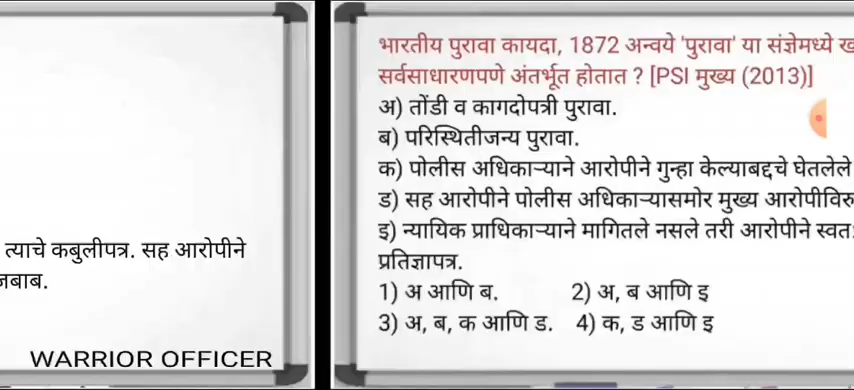 त्याचे कबुलीपत्र. सह आरोपीने
जबाब.
WARRIOR OFFICER
भारतीय पुरावा कायदा, 1872 अन्वये 'पुरावा' या संज्ञेमध्ये
सर्वसाधारणपणे अंतर्भूत होतात ? [PSI मुख्य (2013)]
अ) तोंडी व कागदोपत्री पुरावा.
ब) परिस्थितीजन्य पुरावा.
क) पोलीस अधिकाऱ्याने आरोपीने गुन्हा केल्याबद्दचे घेतलेले
ड) सह आरोपीने पोलीस अधिकाऱ्यासमोर मुख्य
इ) न्यायिक प्राधिकाऱ्याने मागितले नसले तरी आरोपीने
प्रतिज्ञापत्र.
1) अ आणि ब. 2) अ, ब आणि इ
3) अ, ब, क आणि ड. 4) क, ड आणि इ